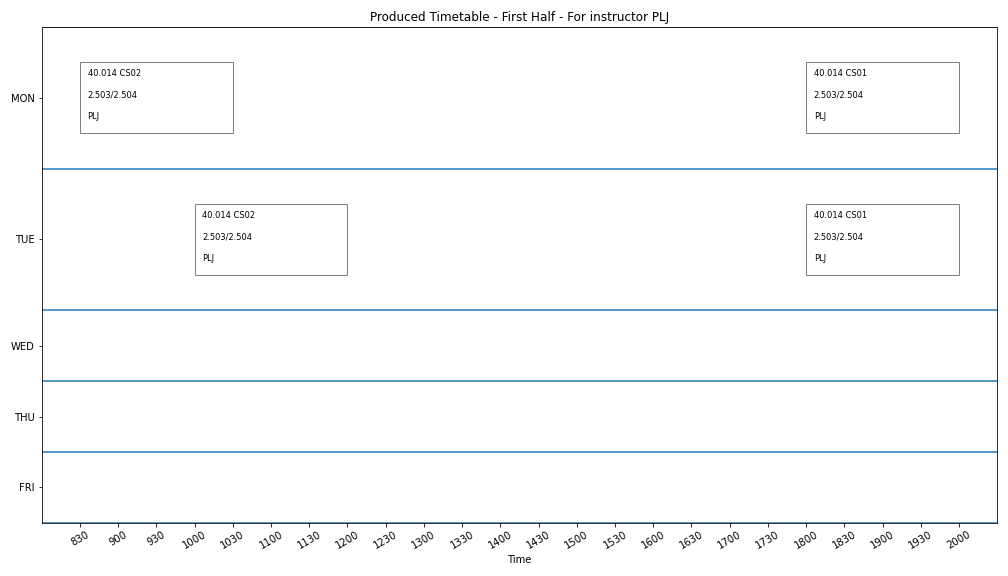 Produced Timetable - First Half - For instructor PLJ
MON
40.014 CS02
2.503/2.504
PLJ
40.014 CS01
2.503/2.504
PLJ
TUE
40.014 CS02
2.503/2.504
PLJ
40.014 CS01
2.503/2.504
PLJ
WED
THU
FRI
830 900 930 1000 1030 1100 1130 1200 1230 1300 1330 1400 1430 1500 1530 1600 1630 1700 1730 1800 1830 1900 1930 2000
Time